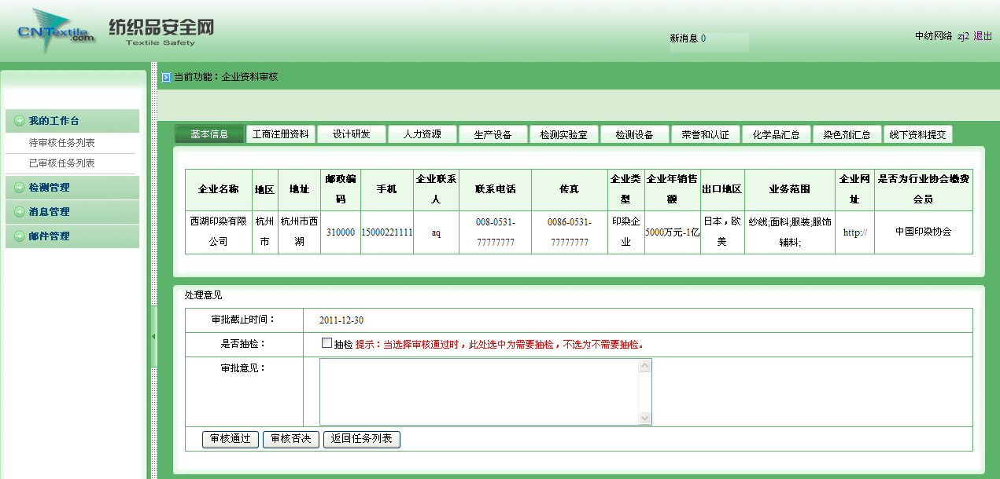 CNTextile.com
纺织品安全网
Textile Safety
新消息 0
中纺网络 zj2 退出
当前功能：企业资料审核
我的工作台
待审核任务列表
已审核任务列表
检测管理
消息管理
邮件管理
基本信息 工商注册资料 设计研发 人力资源 生产设备 检测实验室 检测设备 荣誉和认证 化学品汇总 染色剂汇总 线下资料提交
企业名称 地区 地址 邮政编码 手机 企业联系人 联系电话 传真 企业类型 企业年销售额 出口地区 业务范围 企业网址 是否为行业协会缴费会员
西湖印染有限公司 杭州市 杭州市西湖 310000 15000221111 aq 008-0531-77777777 0086-0531-77777777 印染企业 5000万元-1亿 日本，欧美 纱线;面料;服装;服饰辅料; http:// 中国印染协会
处理意见
审批截止时间： 2011-12-30
是否抽检： 抽检 提示：当选择审核通过时，此处选中为需要抽检，不选为不需要抽检。
审批意见：
审核通过 审核否决 返回任务列表